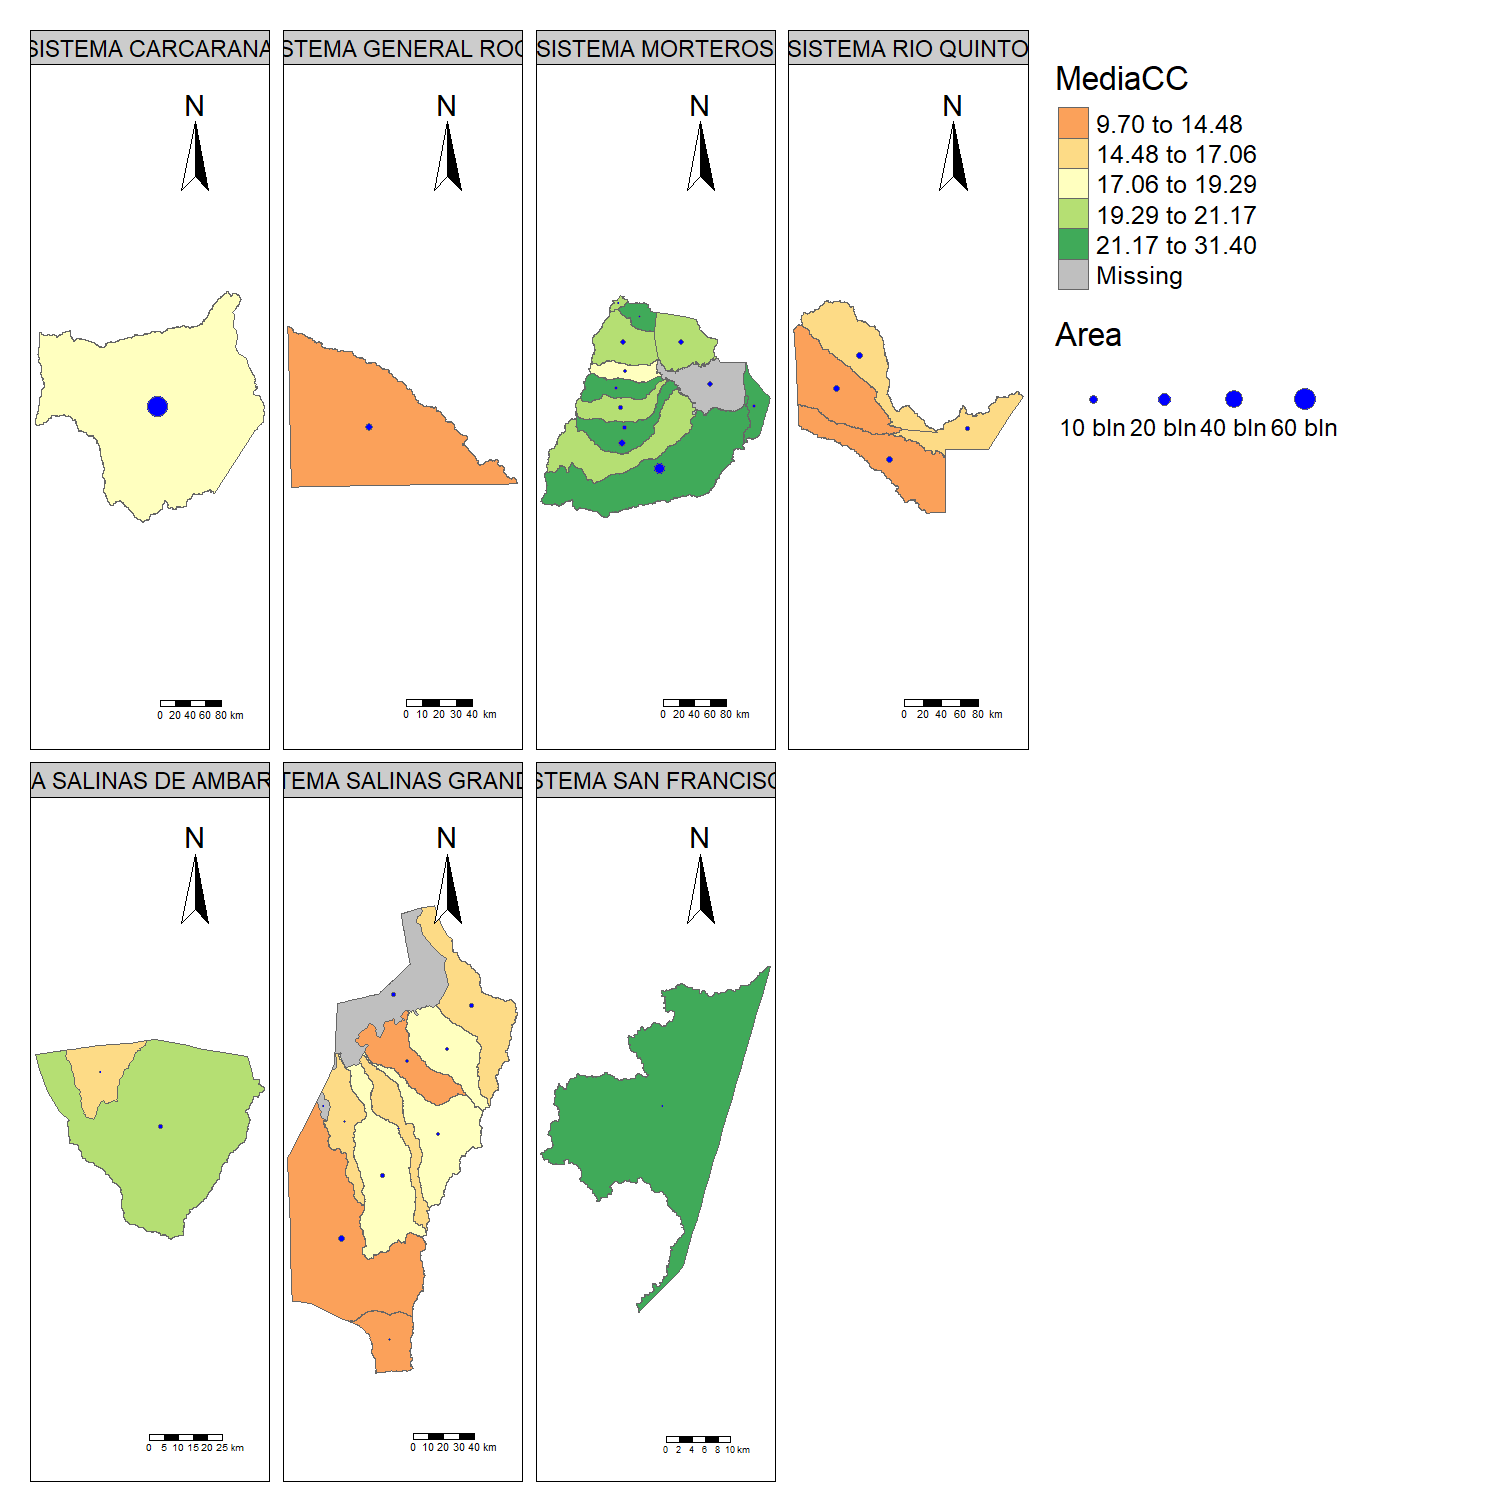 SISTEMA CARCARANA
STEMA GENERAL ROC
SISTEMA MORTEROS
SISTEMA RIO QUINTO
N
N
N
N
0 20 40 60 80 km
0 10 20 30 40 km
0 20 40 60 80 km
0 20 40 60 80 km
MediaCC
9.70 to 14.48
14.48 to 17.06
17.06 to 19.29
19.29 to 21.17
21.17 to 31.40
Missing
Area
10 bln 20 bln 40 bln 60 bln
A SALINAS DE AMBAR
TEMA SALINAS GRAND
STEMA SAN FRANCISC
N
N
N
0 5 10 15 20 25 km
0 10 20 30 40 km
0 2 4 6 8 10 km